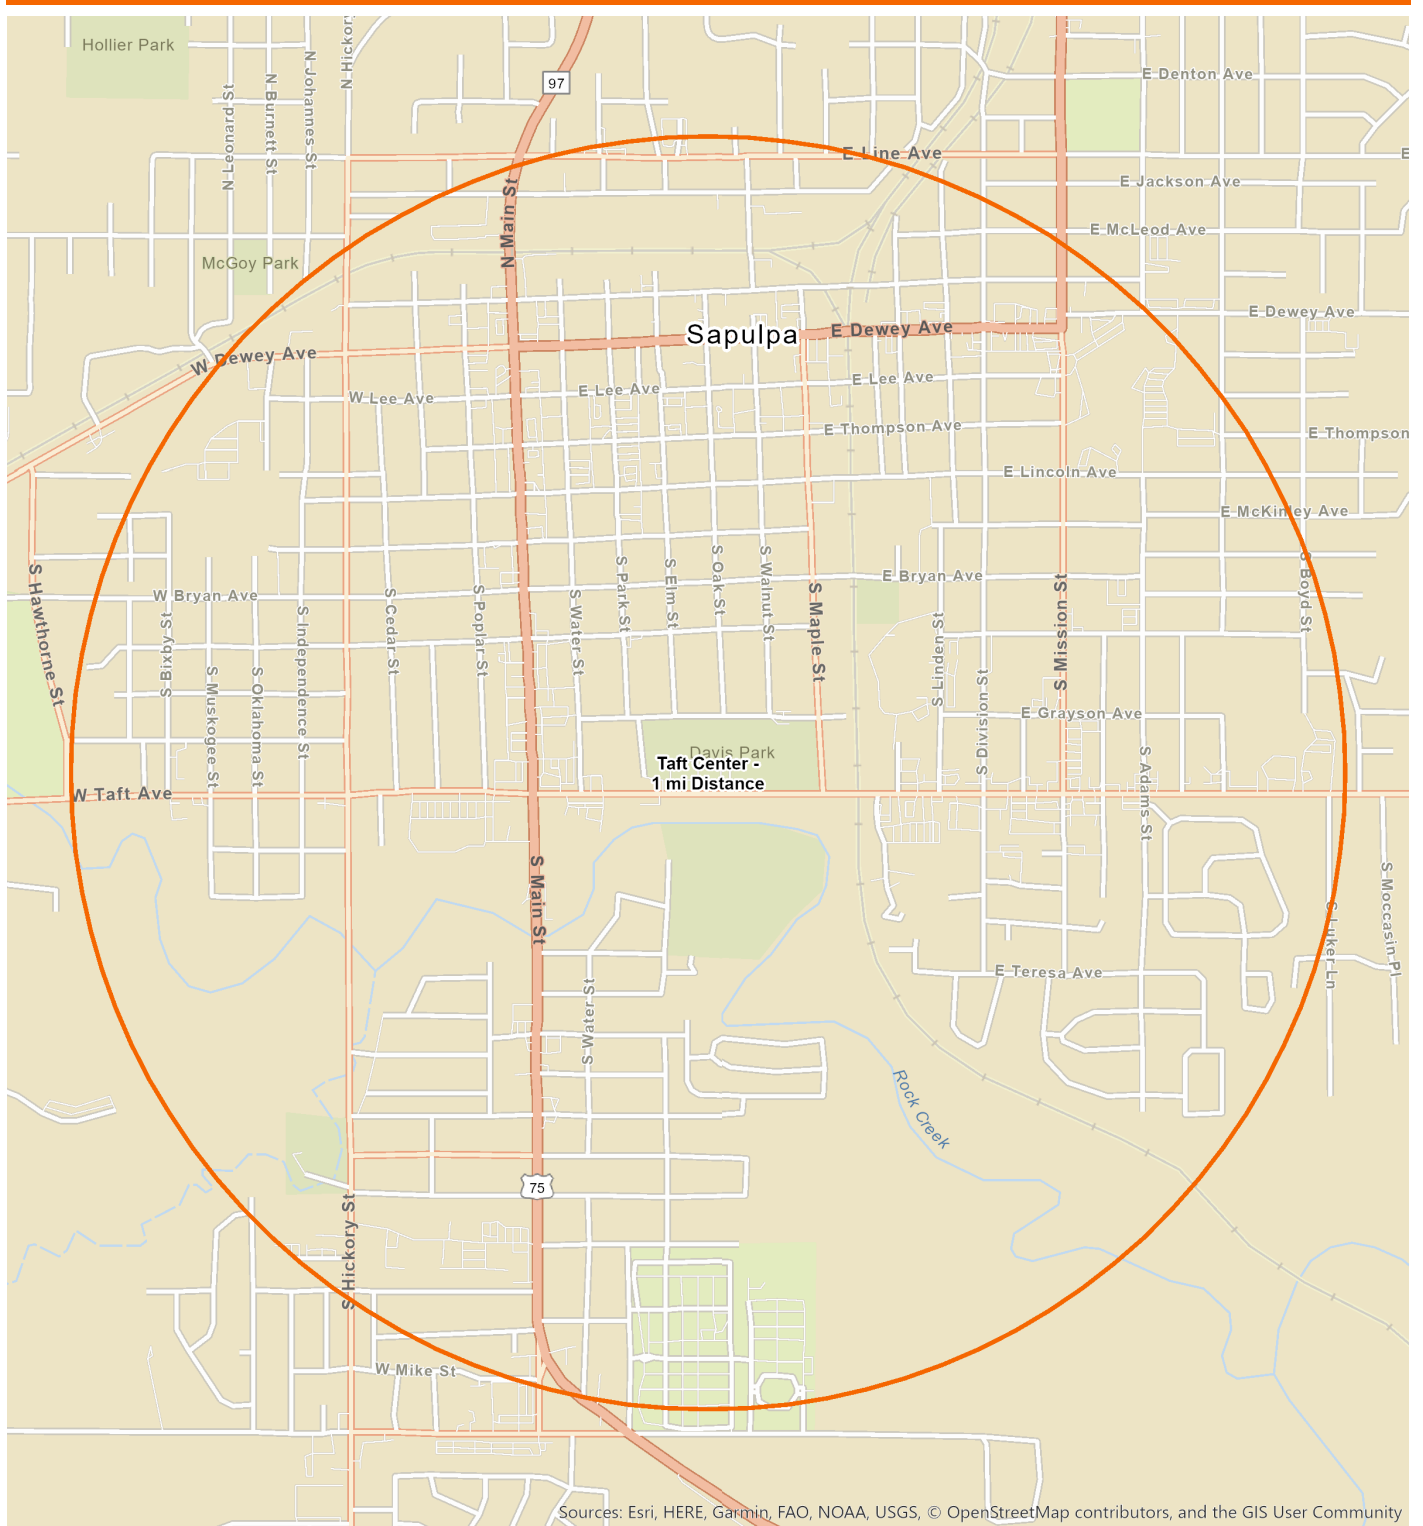 Hollier Park
N Leonard St
N Burnett St
N Johannes St
N Hickory
97
E Denton Ave
E Line Ave
E
E Jackson Ave
E McLeod Ave
N Main St
McGoy Park
E Dewey Ave
Sapulpa
E Dewey Ave
W Dewey Ave
E Lee Ave
E Lee Ave
W Lee Ave
E Thompson Ave
E Thompson
E Lincoln Ave
E McKinley Ave
S Hawthorne St
W Bryan Ave
E Bryan Ave
S Bixby St
S Muskogee St
S Oklahoma St
S Independence St
S Cedar St
S Poplar St
S Water St
S Park St
S Elm St
S Oak St
S Walnut St
S Maple St
S Linden St
S Division St
S Mission St
S Boyd St
E Grayson Ave
S Adams St
Davis Park
Taft Center -
1 mi Distance
W Taft Ave
S Main St
S Moccasin Pl
S Luker Ln
E Teresa Ave
S Water St
Rock Creek
75
S Hickory St
W Mike St
Sources: Esri, HERE, Garmin, FAO, NOAA, USGS, © OpenStreetMap contributors, and the GIS User Community